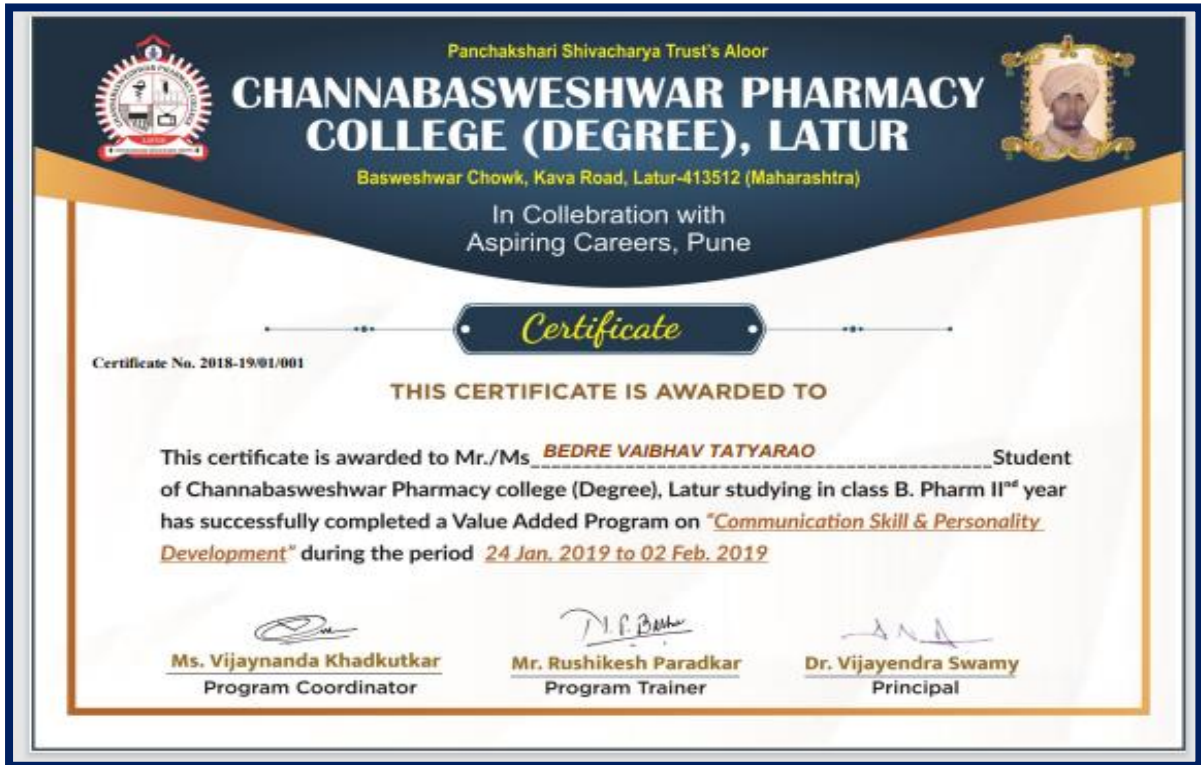 Panchakshari Shivacharya Trust's Aloor
CHANNABASWESHWAR PHARMACY
COLLEGE (DEGREE), LATUR
Basweshwar Chowk, Kava Road, Latur-413512 (Maharashtra)
In Collebration with
Aspiring Careers, Pune
Certificate
Certificate No. 2018-19/01/001
THIS CERTIFICATE IS AWARDED TO
This certificate is awarded to Mr./Ms BEDRE VAIBHAV TATYARAO Student
of Channabasweshwar Pharmacy college (Degree), Latur studying in class B. Pharm IInd year
has successfully completed a Value Added Program on "Communication Skill & Personality
Development" during the period 24 Jan. 2019 to 02 Feb. 2019
Ms. Vijaynanda Khadkutkar
Program Coordinator
Mr. Rushikesh Paradkar
Program Trainer
Dr. Vijayendra Swamy
Principal